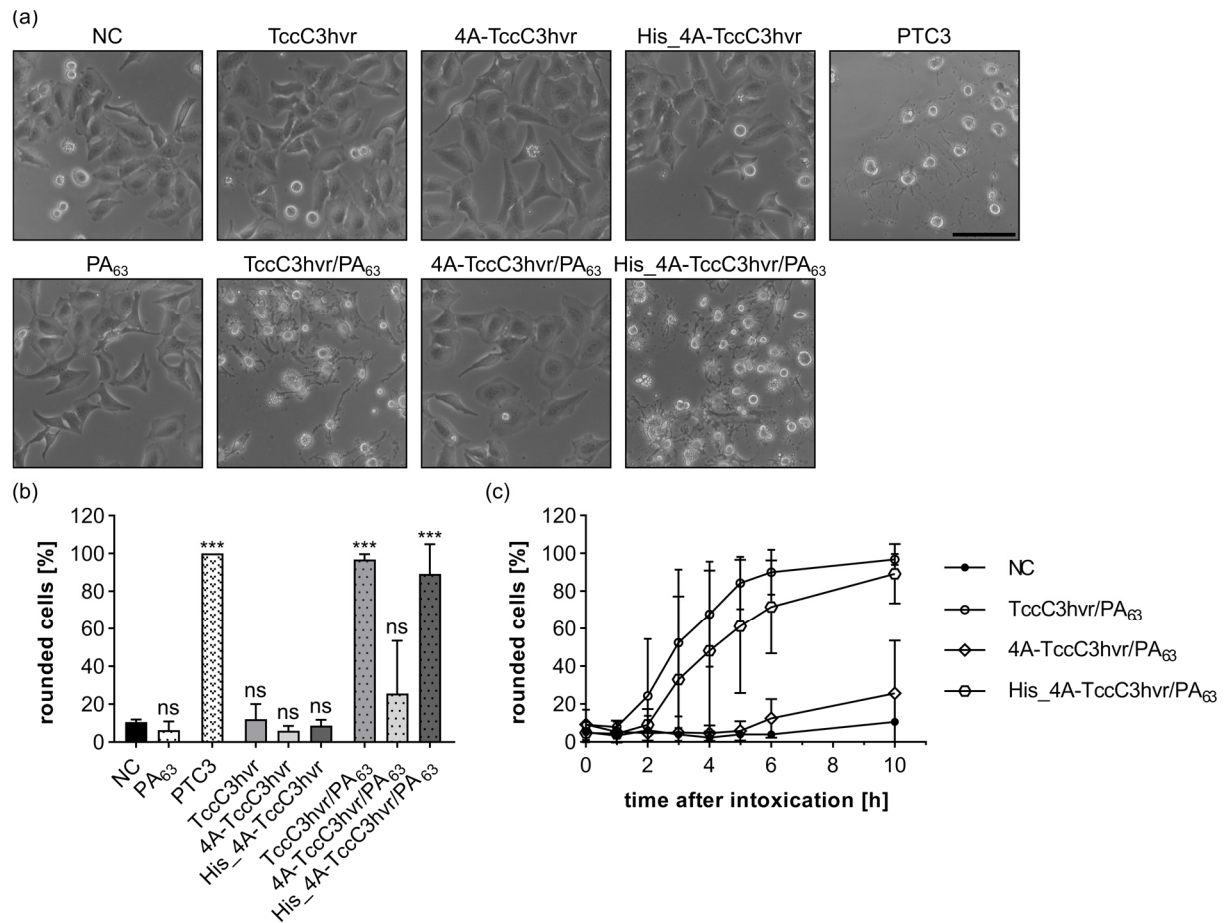 (a)
NC TccC3hvr 4A-TccC3hvr His_4A-TccC3hvr PTC3
PA63 TccC3hvr/PA63 4A-TccC3hvr/PA63 His_4A-TccC3hvr/PA63
(b)
120
100
80
60
40
20
0
rounded cells [%]
ns
***
ns
ns
ns
***
ns
***
NC
PA63
PTC3
TccC3hvr
4A-TccC3hvr
His_4A-TccC3hvr
TccC3hvr/PA63
4A-TccC3hvr/PA63
His_4A-TccC3hvr/PA63
(c)
120
100
80
60
40
20
0
rounded cells [%]
0 2 4 6 8 10
time after intoxication [h]
NC
TccC3hvr/PA63
4A-TccC3hvr/PA63
His_4A-TccC3hvr/PA63